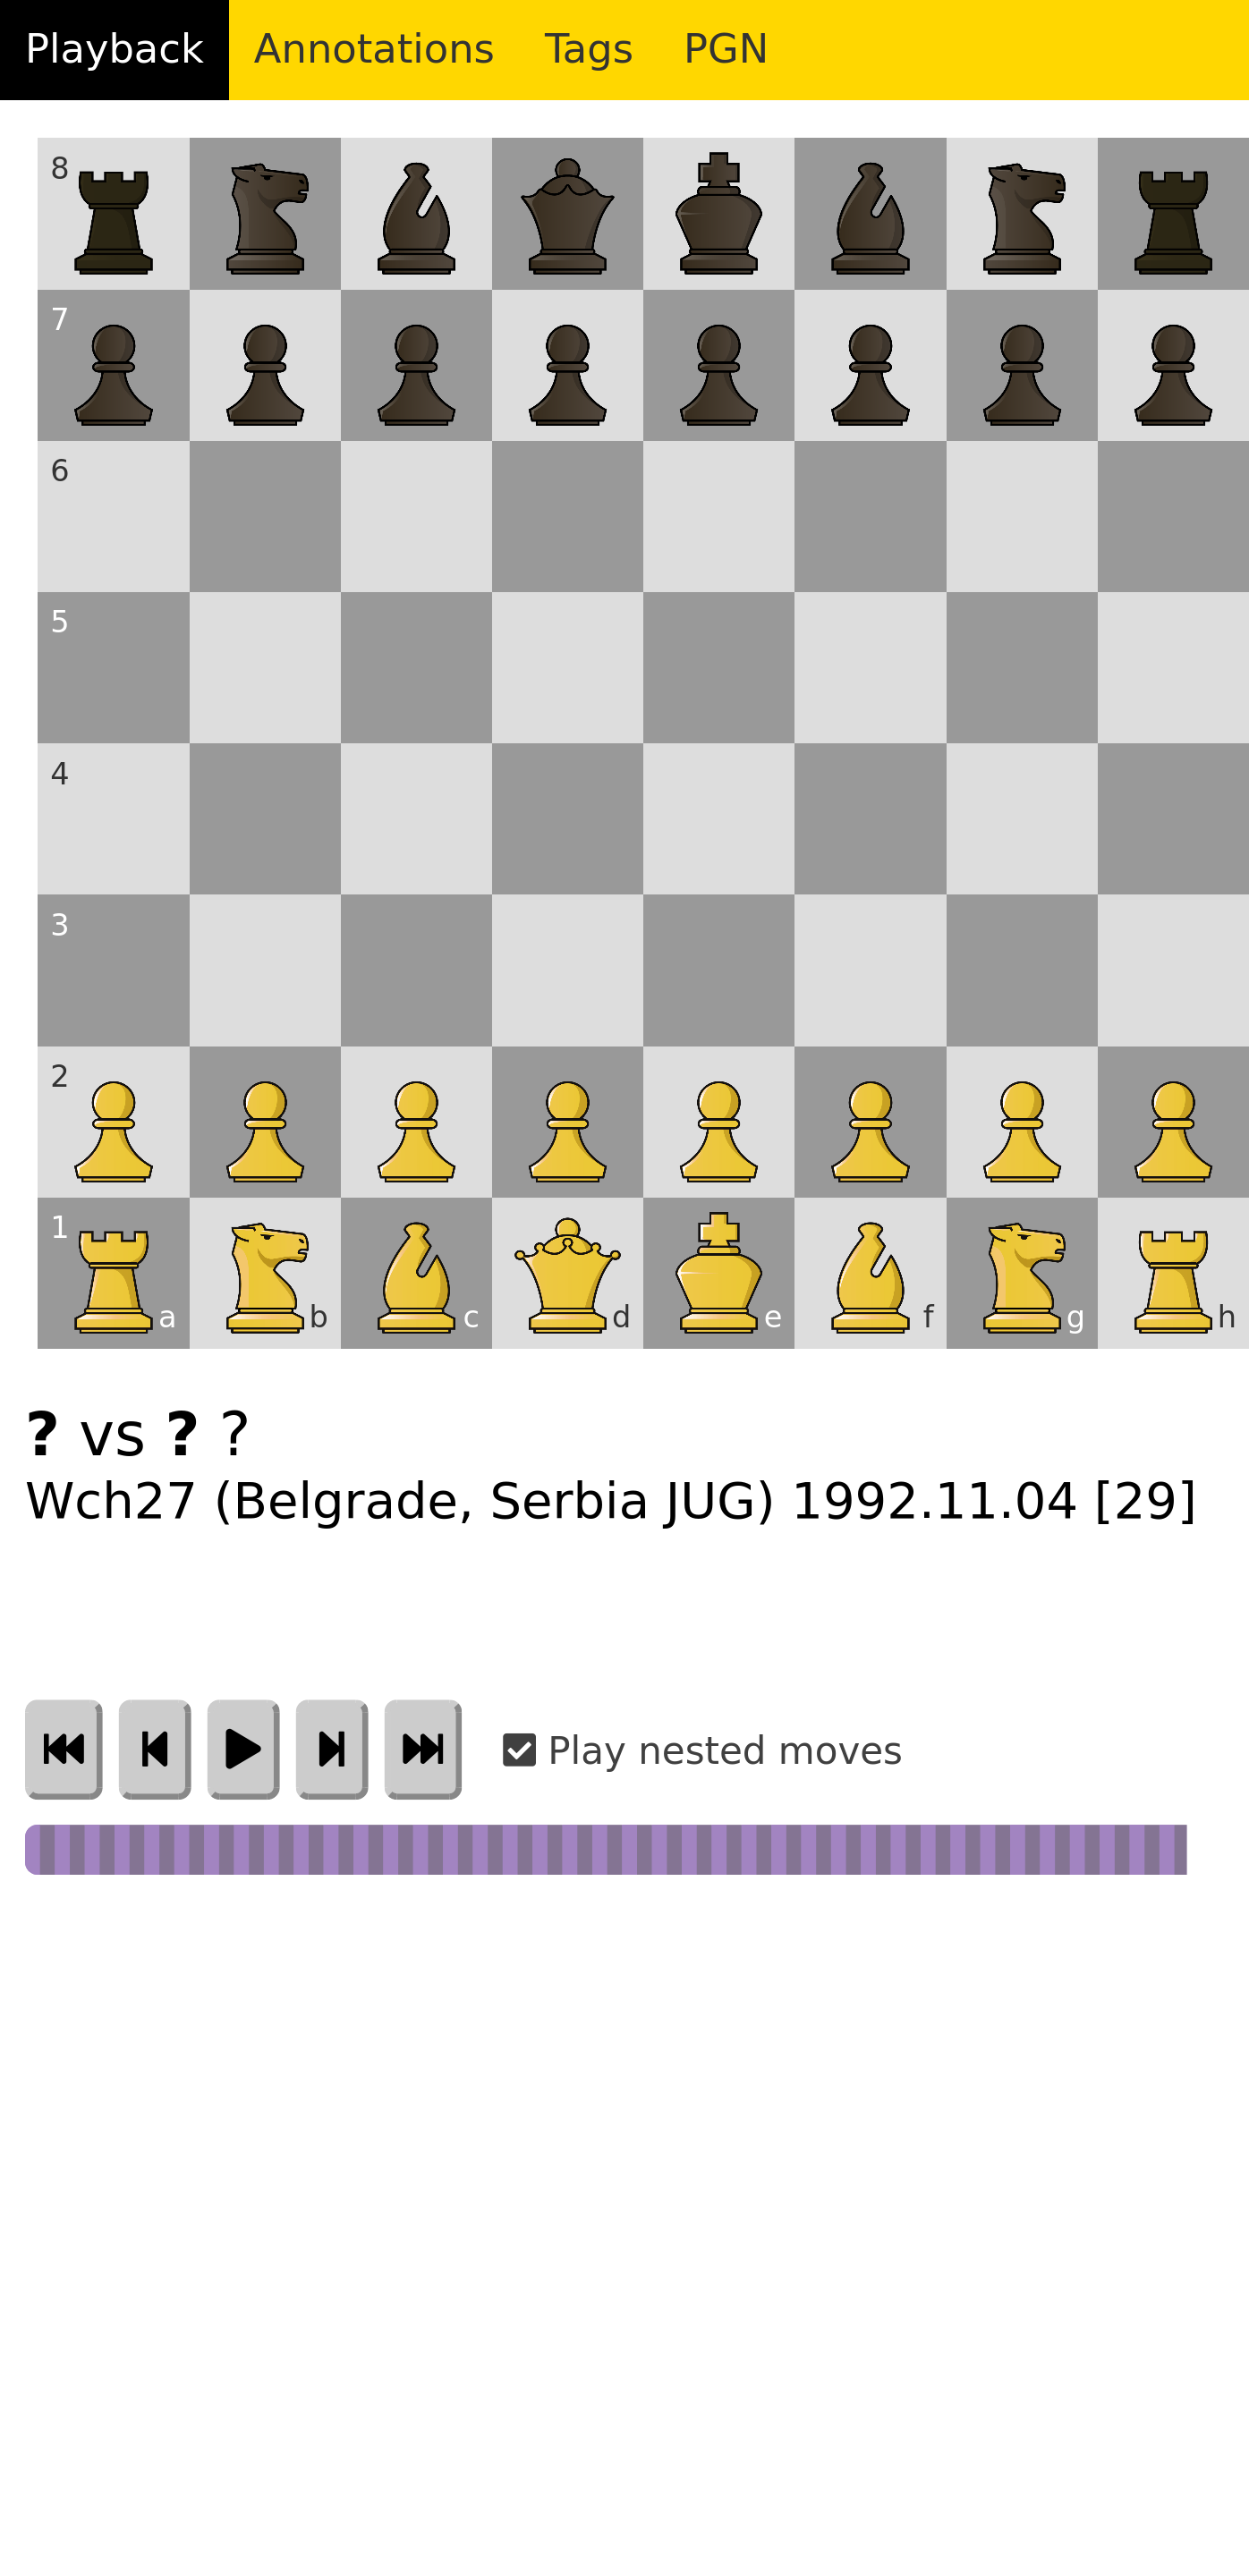 Playback Annotations Tags PGN
8
7
6
5
4
3
2
1
a b c d e f g h
? vs ? ?
Wch27 (Belgrade, Serbia JUG) 1992.11.04 [29]
Play nested moves